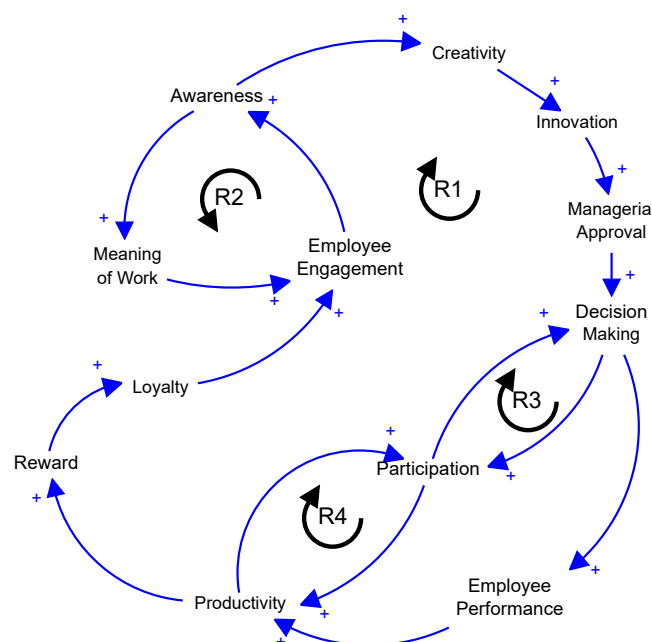 +
Creativity
+
Awareness +
Innovation
+
R2
R1
+
Managerial
Approval
Meaning
of Work
+
Employee
Engagement
+
+
Decision
Making
+
+
+
Loyalty
R3
+
Reward
Participation
+
+
R4
+
Employee
Performance
Productivity
+
+